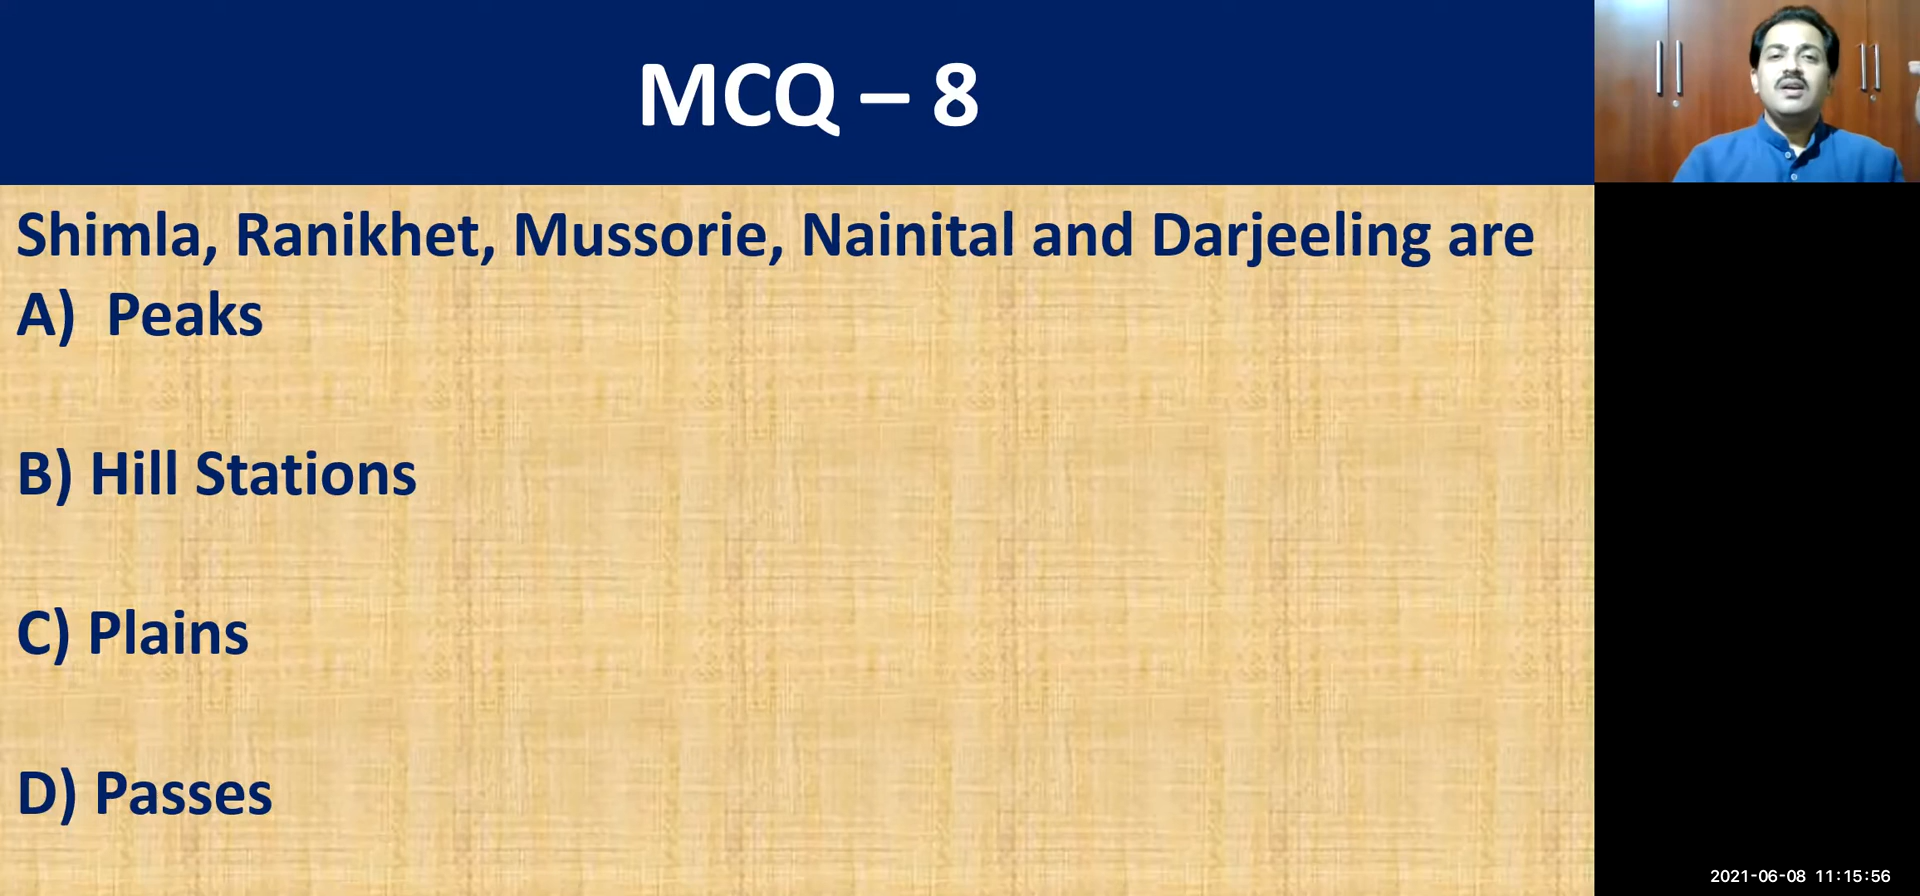 MCQ – 8
Shimla, Ranikhet, Mussorie, Nainital and Darjeeling are
A) Peaks
B) Hill Stations
C) Plains
D) Passes
2021-06-08 11:15:56